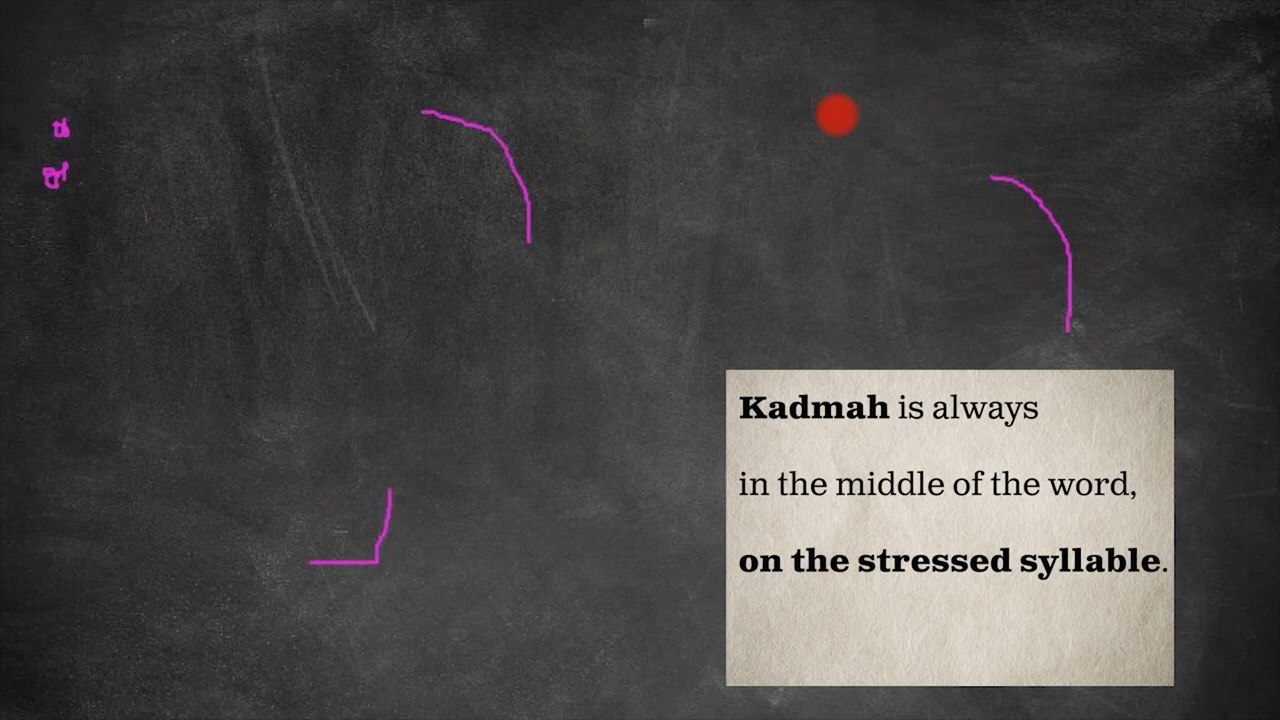 Kadmah is always
in the middle of the word,
on the stressed syllable.